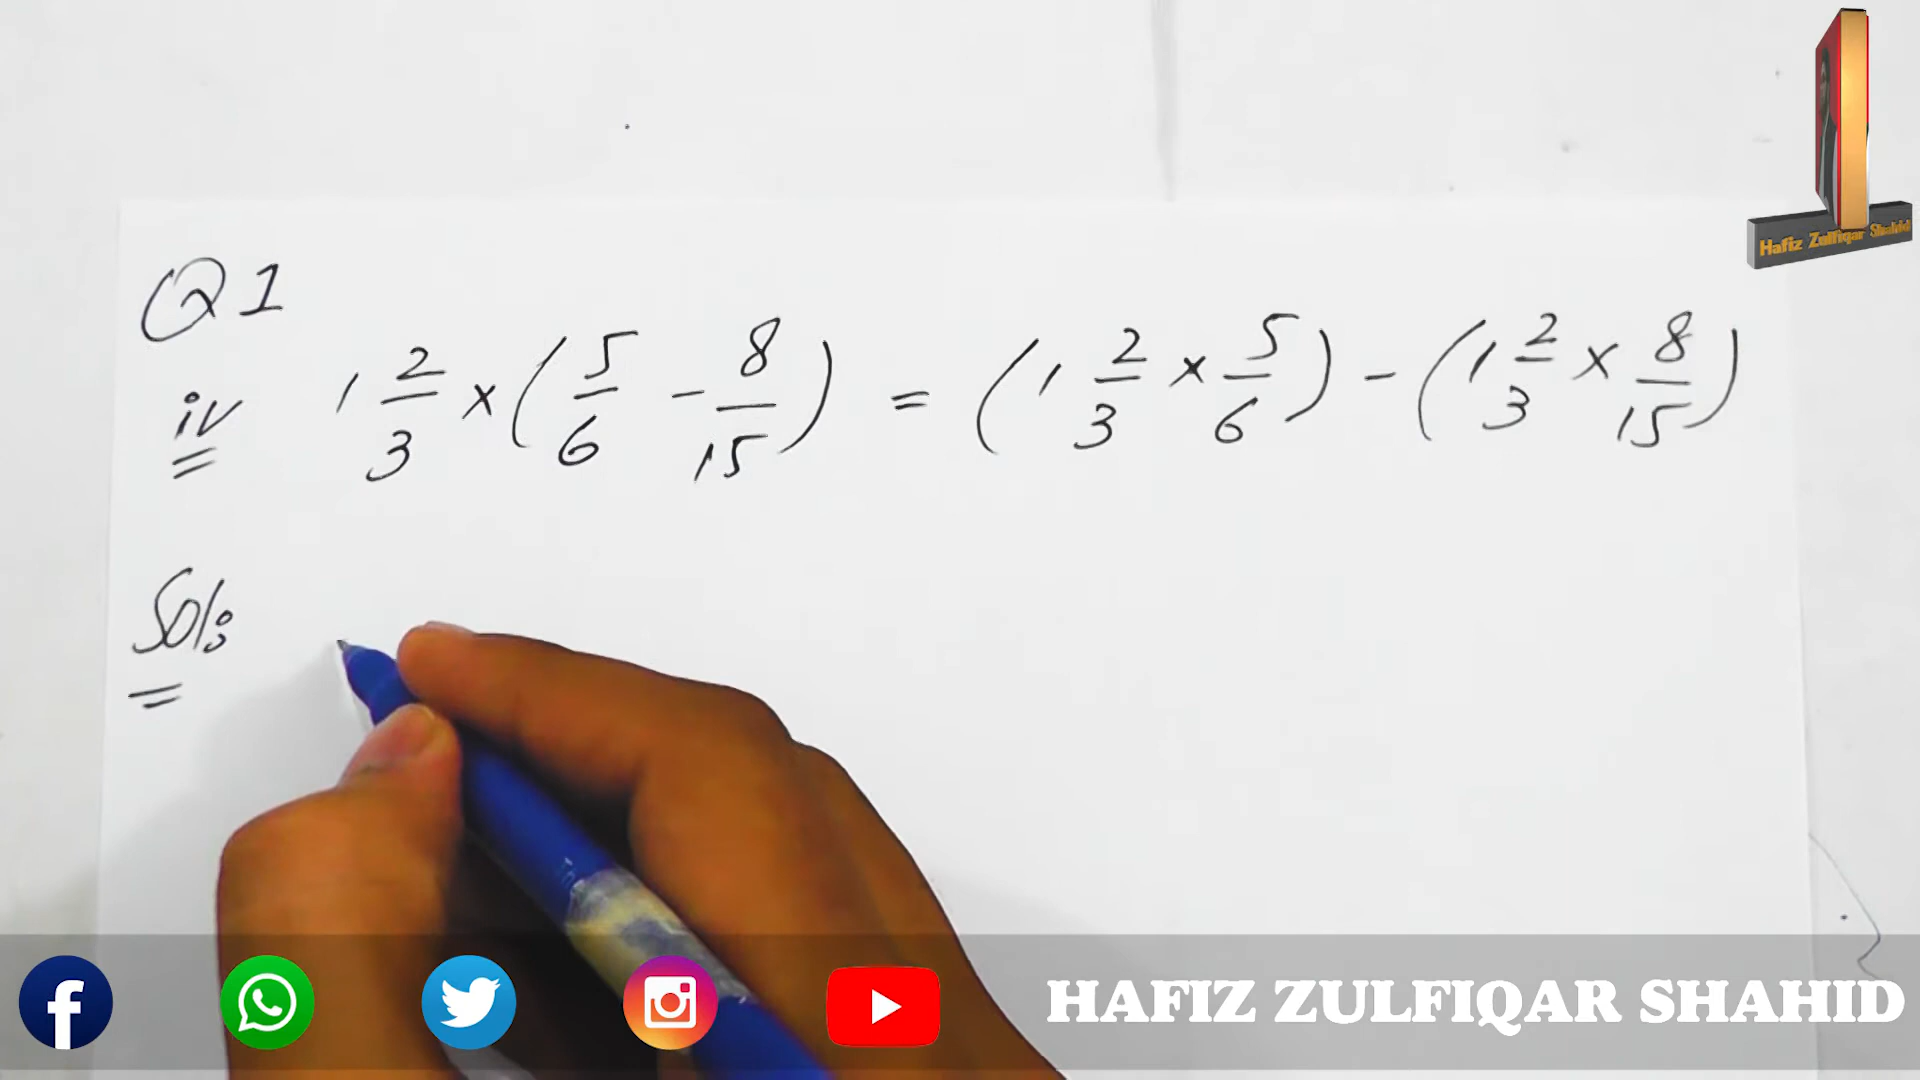 Q1
iv 1 2/3 × (5/6 - 8/15) = (1 2/3 × 5/6) - (1 2/3 × 8/15)
Sol:
Hafiz Zulfiqar Shahid
HAFIZ ZULFIQAR SHAHID